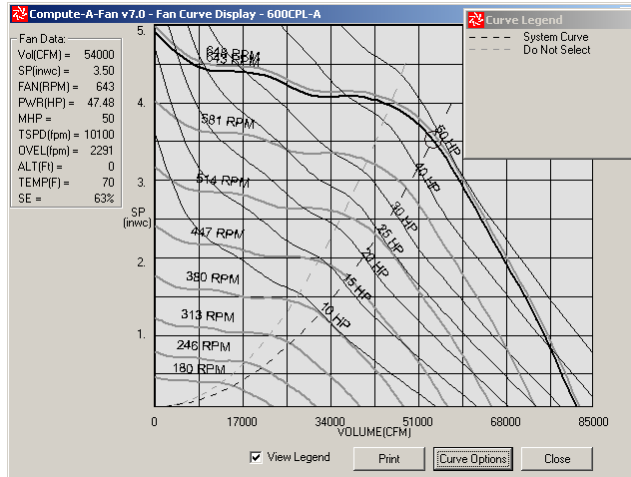 Compute-A-Fan v7.0 - Fan Curve Display - 600CPL-A
Curve Legend
System Curve
Do Not Select
Fan Data:
Vol(CFM) = 54000
SP(inwc) = 3.50
FAN(RPM) = 643
PWR(HP) = 47.48
MHP = 50
TSPD(fpm) = 10100
OVEL(fpm) = 2291
ALT(Ft) = 0
TEMP(F) = 70
SE = 63%
5.
4.
3.
SP
(inwc)
2.
1.
648 RPM
643 RPM
581 RPM
514 RPM
447 RPM
380 RPM
313 RPM
246 RPM
180 RPM
50 HP
40 HP
30 HP
25 HP
20 HP
15 HP
10 HP
0
17000
34000
51000
68000
85000
VOLUME(CFM)
View Legend
Print
Curve Options
Close